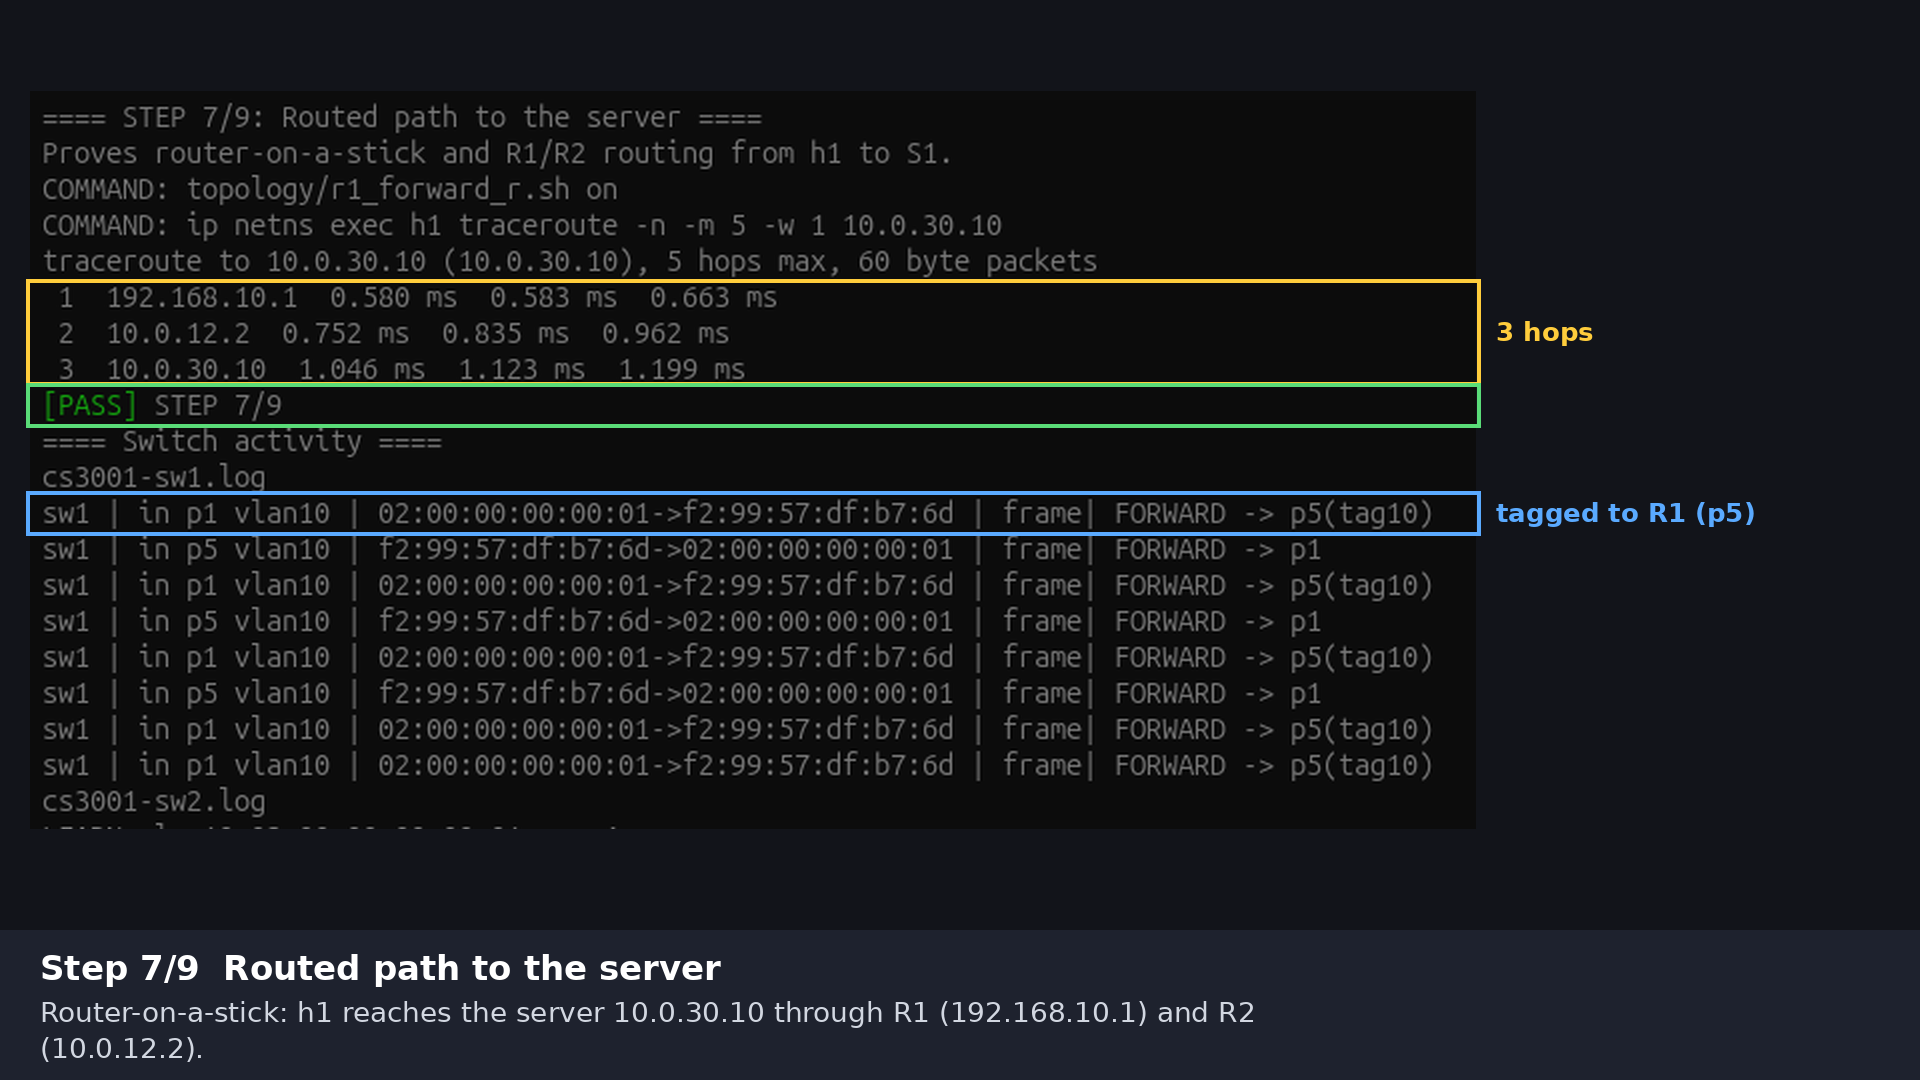 ==== STEP 7/9: Routed path to the server ====
Proves router-on-a-stick and R1/R2 routing from h1 to S1.
COMMAND: topology/r1_forward_r.sh on
COMMAND: ip netns exec h1 traceroute -n -m 5 -w 1 10.0.30.10
traceroute to 10.0.30.10 (10.0.30.10), 5 hops max, 60 byte packets
1  192.168.10.1  0.580 ms  0.583 ms  0.663 ms
2  10.0.12.2  0.752 ms  0.835 ms  0.962 ms
3 hops
3  10.0.30.10  1.046 ms  1.123 ms  1.199 ms
[PASS] STEP 7/9
==== Switch activity ====
cs3001-sw1.log
sw1 | in p1 vlan10 | 02:00:00:00:00:01->f2:99:57:df:b7:6d | frame| FORWARD -> p5(tag10)
tagged to R1 (p5)
sw1 | in p5 vlan10 | f2:99:57:df:b7:6d->02:00:00:00:00:01 | frame| FORWARD -> p1
sw1 | in p1 vlan10 | 02:00:00:00:00:01->f2:99:57:df:b7:6d | frame| FORWARD -> p5(tag10)
sw1 | in p5 vlan10 | f2:99:57:df:b7:6d->02:00:00:00:00:01 | frame| FORWARD -> p1
sw1 | in p1 vlan10 | 02:00:00:00:00:01->f2:99:57:df:b7:6d | frame| FORWARD -> p5(tag10)
sw1 | in p5 vlan10 | f2:99:57:df:b7:6d->02:00:00:00:00:01 | frame| FORWARD -> p1
sw1 | in p1 vlan10 | 02:00:00:00:00:01->f2:99:57:df:b7:6d | frame| FORWARD -> p5(tag10)
sw1 | in p1 vlan10 | 02:00:00:00:00:01->f2:99:57:df:b7:6d | frame| FORWARD -> p5(tag10)
cs3001-sw2.log
Step 7/9  Routed path to the server
Router-on-a-stick: h1 reaches the server 10.0.30.10 through R1 (192.168.10.1) and R2
(10.0.12.2).